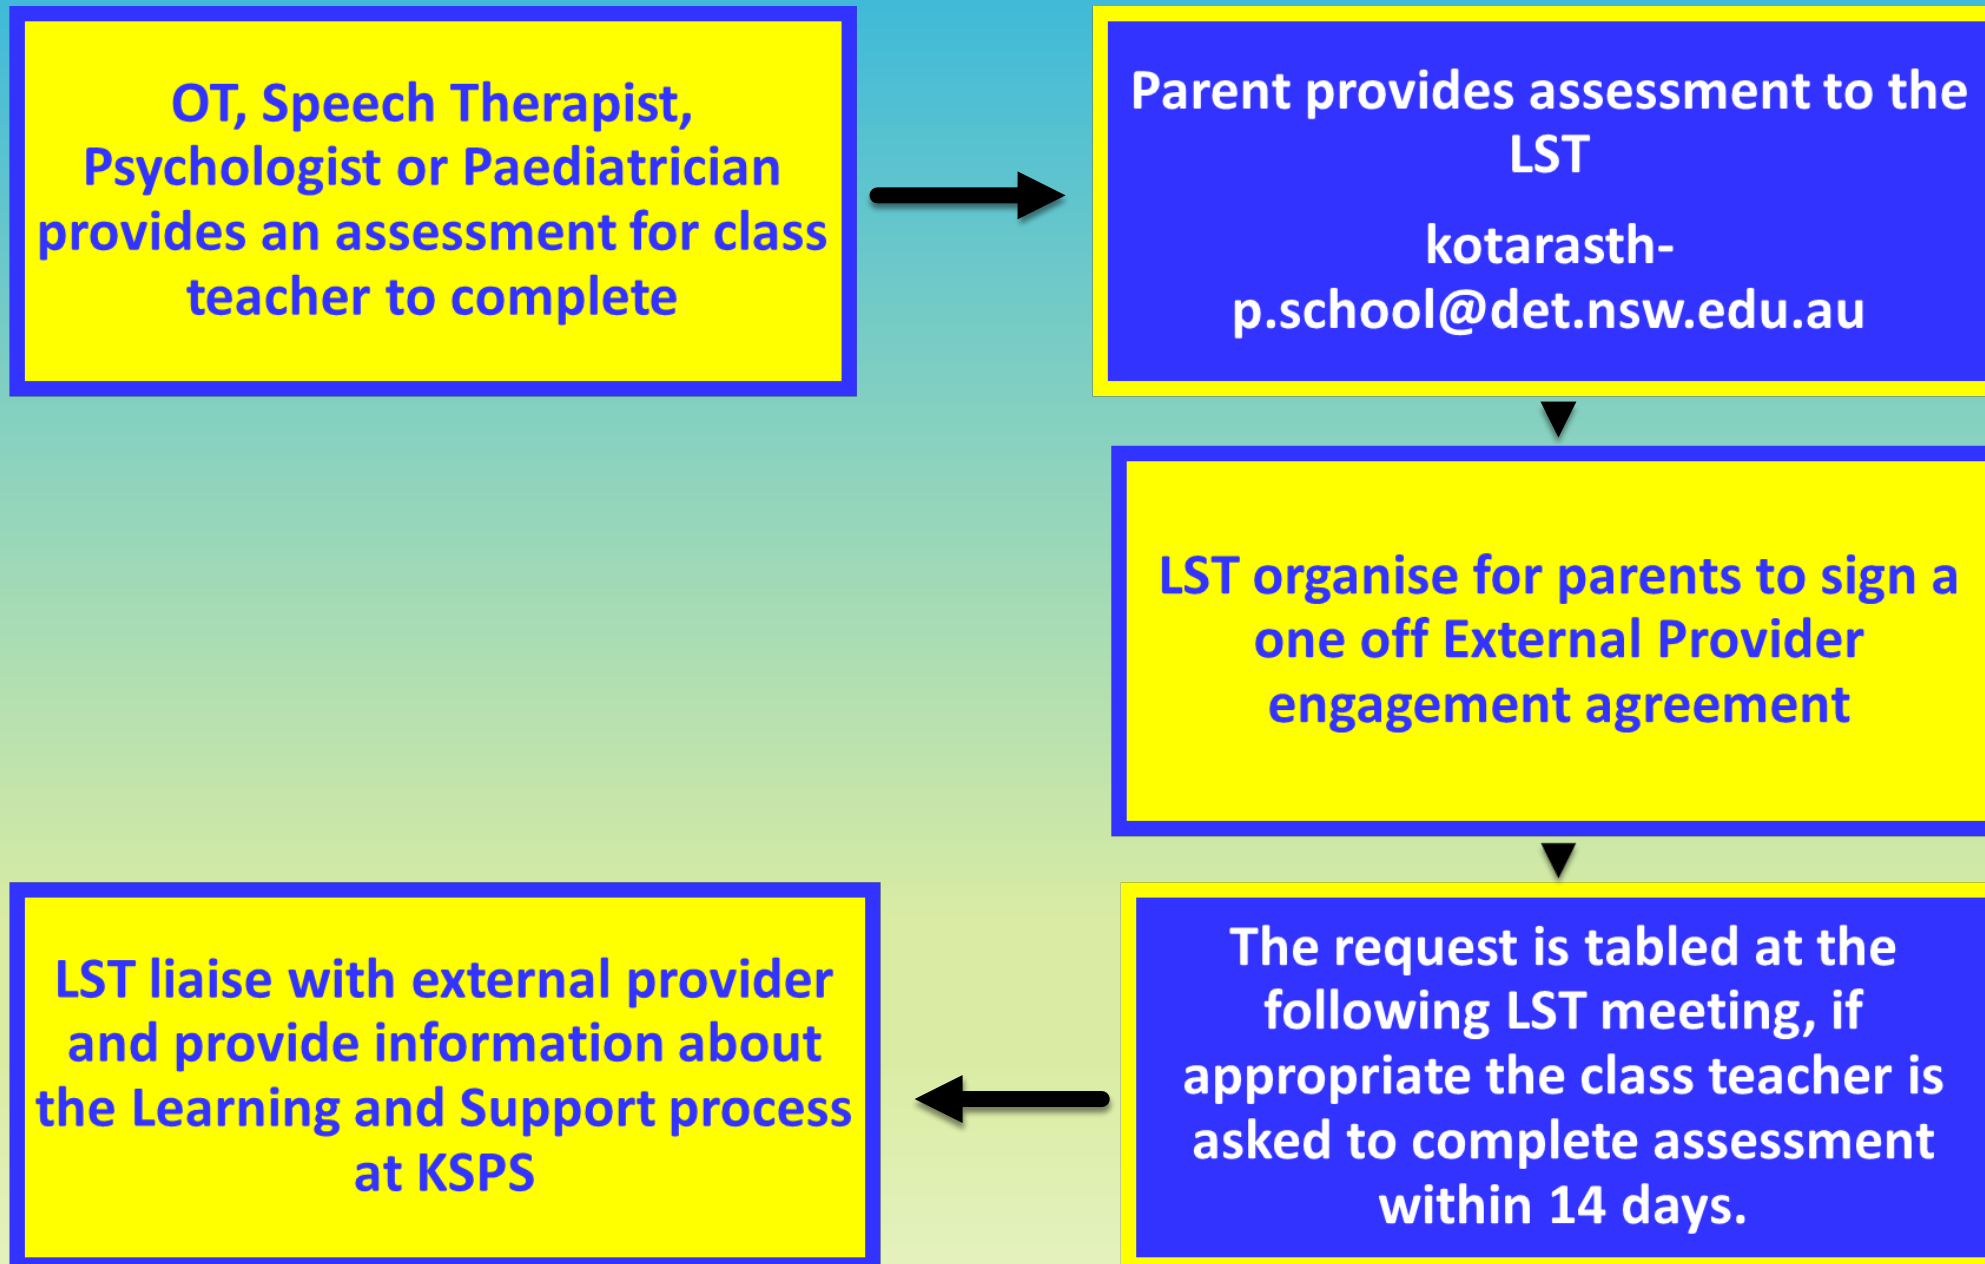 OT, Speech Therapist,
Psychologist or Paediatrician
provides an assessment for class
teacher to complete
Parent provides assessment to the
LST
kotarasth-
p.school@det.nsw.edu.au
LST organise for parents to sign a
one off External Provider
engagement agreement
The request is tabled at the
following LST meeting, if
appropriate the class teacher is
asked to complete assessment
within 14 days.
LST liaise with external provider
and provide information about
the Learning and Support process
at KSPS